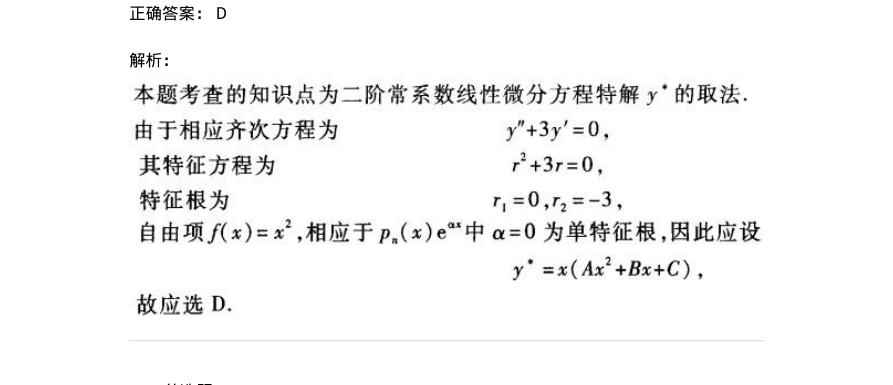 正确答案： D
解析：
本题考查的知识点为二阶常系数线性微分方程特解 y* 的取法.
由于相应齐次方程为 y″+3y′=0,
其特征方程为 r²+3r=0,
特征根为 r₁=0,r₂=-3,
自由项 f(x)=x²,相应于 pₙ(x)e^{αx}中 α=0 为单特征根,因此应设
y*=x(Ax²+Bx+C),
故应选 D.